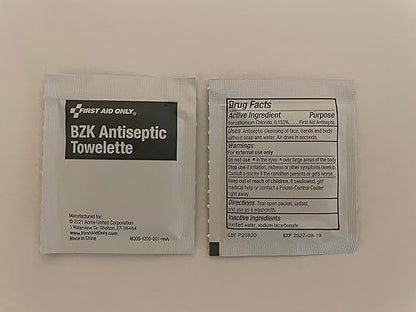 FIRST AID ONLY®
BZK Antiseptic
Towelette
Manufactured for:
© 2021 Acme United Corporation
1 Waterview Dr. Shelton, CT 06484
www.FirstAidOnly.com
Made in China
M309-1200-001-revA
Drug Facts
Active Ingredient Purpose
Benzalkonium Chloride, 0.133% ...... First Aid Antiseptic
Uses Antiseptic cleansing of face, hands and body
without soap and water. Air dries in seconds.
Warnings
For external use only
Do not use • in the eyes • over large areas of the body
Stop use if irritation, redness or other symptoms develop.
Consult a doctor if the condition persists or gets worse.
Keep out of reach of children. If swallowed, get
medical help or contact a Poison Control Center
right away.
Directions Tear open packet, unfold,
and use as a washcloth.
Inactive Ingredients
Purified water, sodium bicarbonate
LOT P20820 EXP 2027-08-19